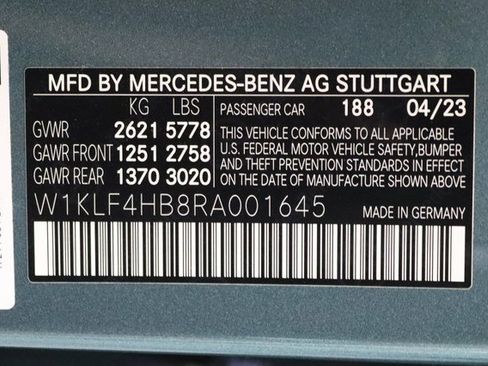 MFD BY MERCEDES-BENZ AG STUTTGART
KG LBS PASSENGER CAR 188 04/23
GVWR 2621 5778
GAWR FRONT 1251 2758
GAWR REAR 1370 3020
THIS VEHICLE CONFORMS TO ALL APPLICABLE
U.S. FEDERAL MOTOR VEHICLE SAFETY, BUMPER
AND THEFT PREVENTION STANDARDS IN EFFECT
ON THE DATE OF MANUFACTURE SHOWN ABOVE
W1KLF4HB8RA001645 MADE IN GERMANY